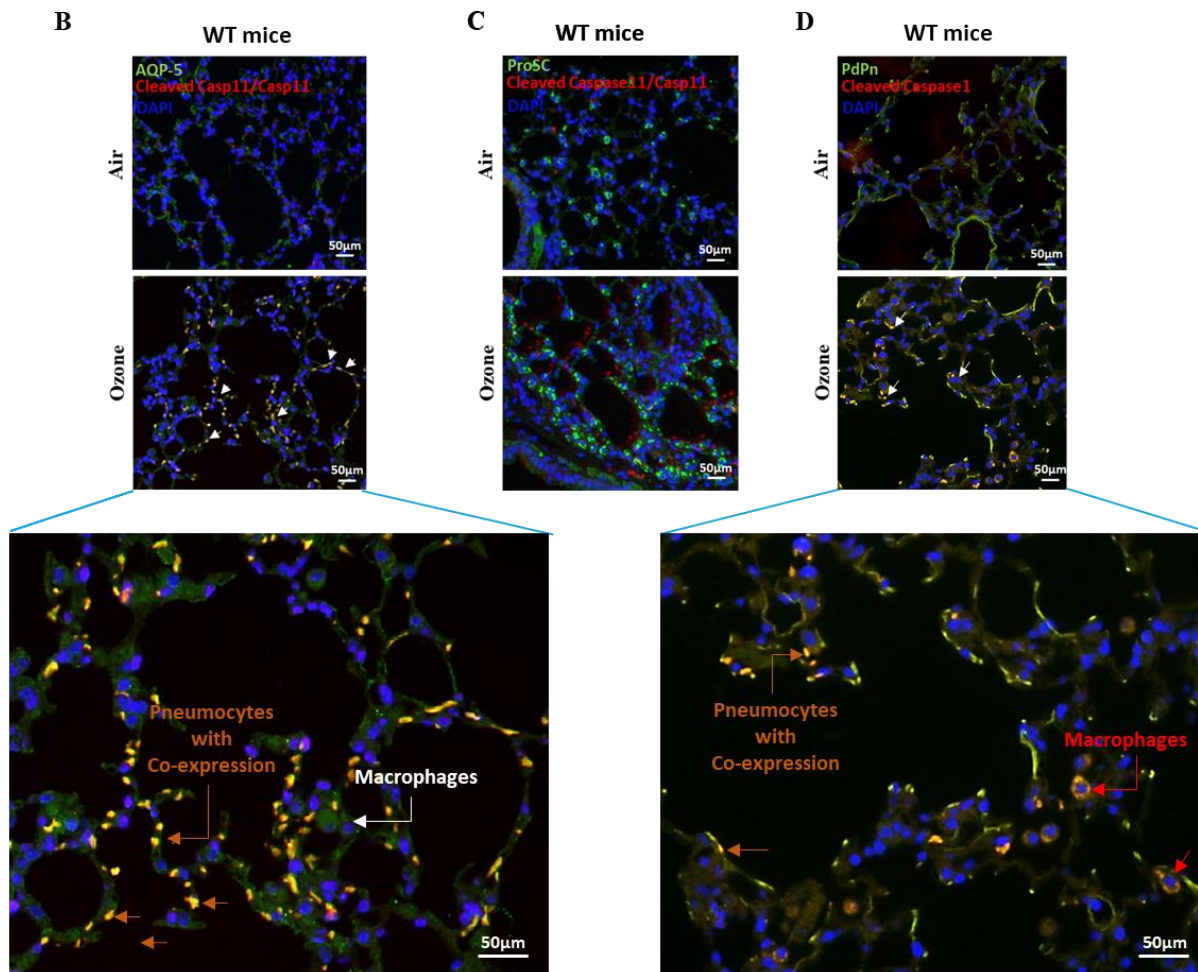 B
WT mice
AQP-5
Cleaved Casp11/Casp11
DAPI
Air
50µm
Ozone
50µm
C
WT mice
ProSC
Cleaved Caspase11/Casp11
DAPI
Air
50µm
Ozone
50µm
D
WT mice
PdPn
Cleaved Caspase1
DAPI
Air
50µm
Ozone
50µm
Pneumocytes
with
Co-expression
Macrophages
50µm
Pneumocytes
with
Co-expression
Macrophages
50µm